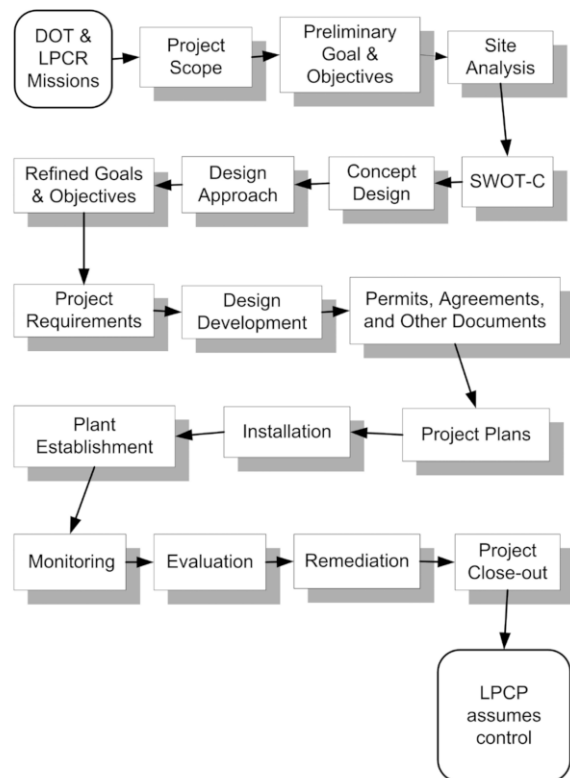 DOT &
LPCR
Missions
Project
Scope
Preliminary
Goal &
Objectives
Site
Analysis
Refined Goals
& Objectives
Design
Approach
Concept
Design
SWOT-C
Project
Requirements
Design
Development
Permits, Agreements,
and Other Documents
Plant
Establishment
Installation
Project Plans
Monitoring
Evaluation
Remediation
Project
Close-out
LPCP
assumes
control